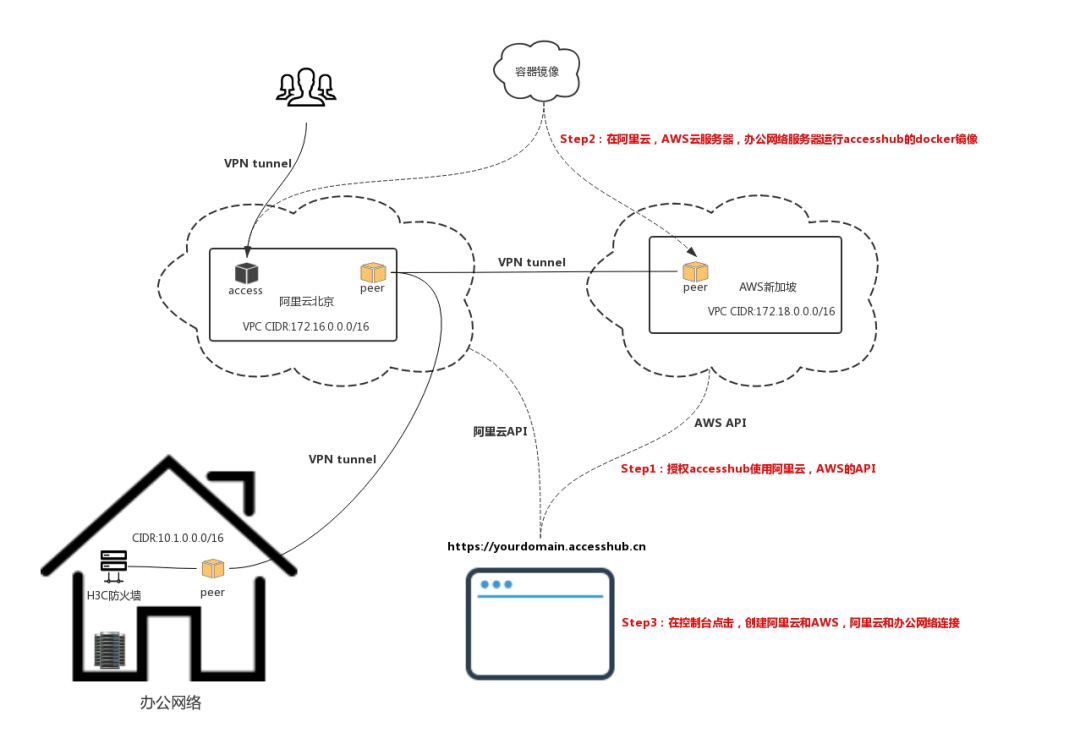 容器镜像
Step2：在阿里云，AWS云服务器，办公网络服务器运行accesshub的docker镜像
VPN tunnel
access
peer
阿里云北京
VPC CIDR:172.16.0.0.0/16
VPN tunnel
peer
AWS新加坡
VPC CIDR:172.18.0.0.0/16
阿里云API
AWS API
VPN tunnel
Step1：授权accesshub使用阿里云，AWS的API
CIDR:10.1.0.0.0/16
H3C防火墙
peer
https://yourdomain.accesshub.cn
Step3：在控制台点击，创建阿里云和AWS，阿里云和办公网络连接
办公网络